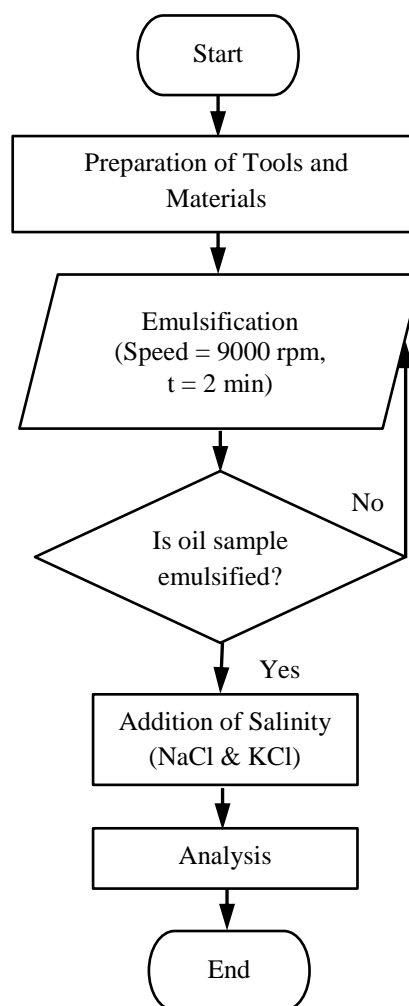 Start
Preparation of Tools and
Materials
Emulsification
(Speed = 9000 rpm,
t = 2 min)
No
Is oil sample
emulsified?
Yes
Addition of Salinity
(NaCl & KCl)
Analysis
End